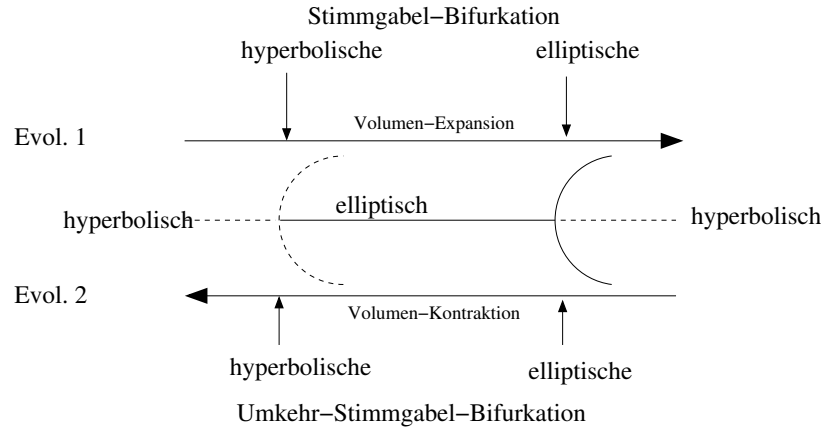 Stimmgabel−Bifurkation
hyperbolische elliptische
Evol. 1 Volumen−Expansion
elliptisch
hyperbolisch hyperbolisch
Evol. 2 Volumen−Kontraktion
hyperbolische elliptische
Umkehr−Stimmgabel−Bifurkation